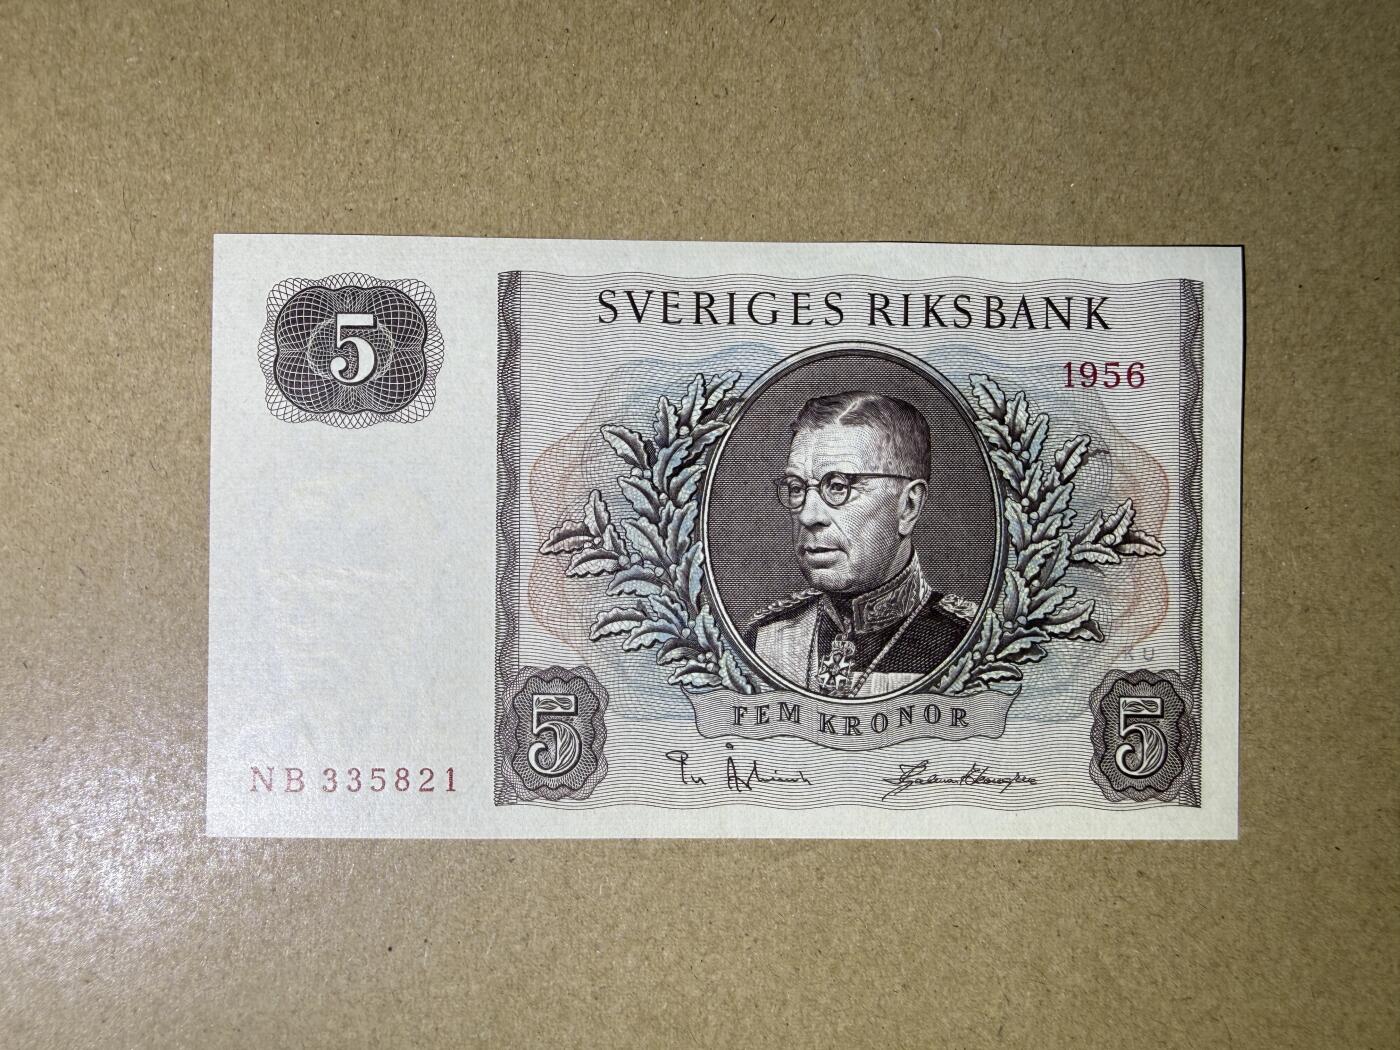 5
SVERIGES RIKSBANK
1956
FEM KRONOR
5
5
NB 335821